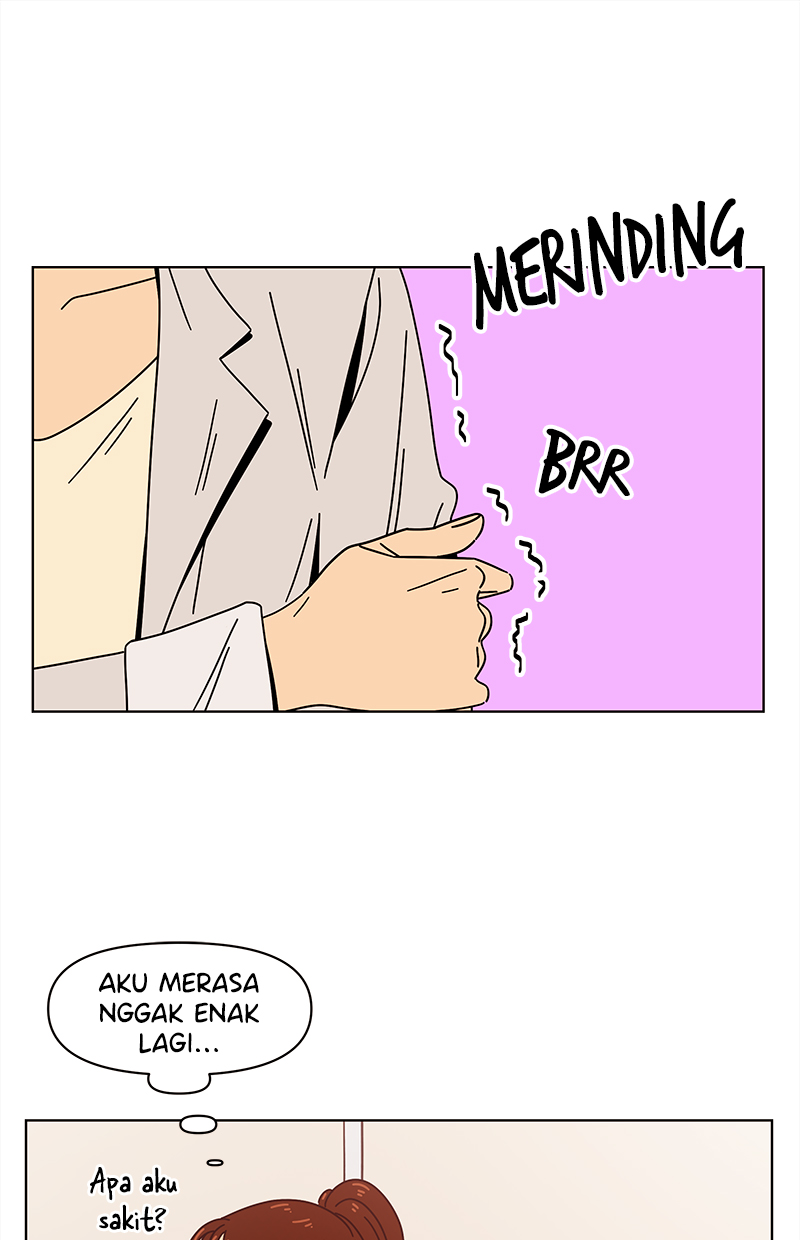 MERINDING
BRR
AKU MERASA
NGGAK ENAK
LAGI...
Apa aku
sakit?